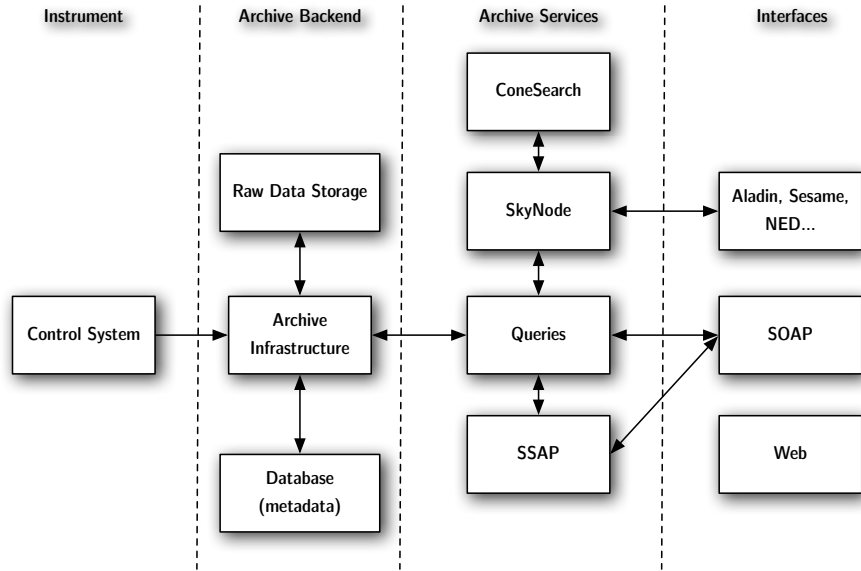 Instrument
Archive Backend
Archive Services
Interfaces
ConeSearch
Raw Data Storage
SkyNode
Aladin, Sesame,
NED...
Control System
Archive
Infrastructure
Queries
SOAP
Database
(metadata)
SSAP
Web